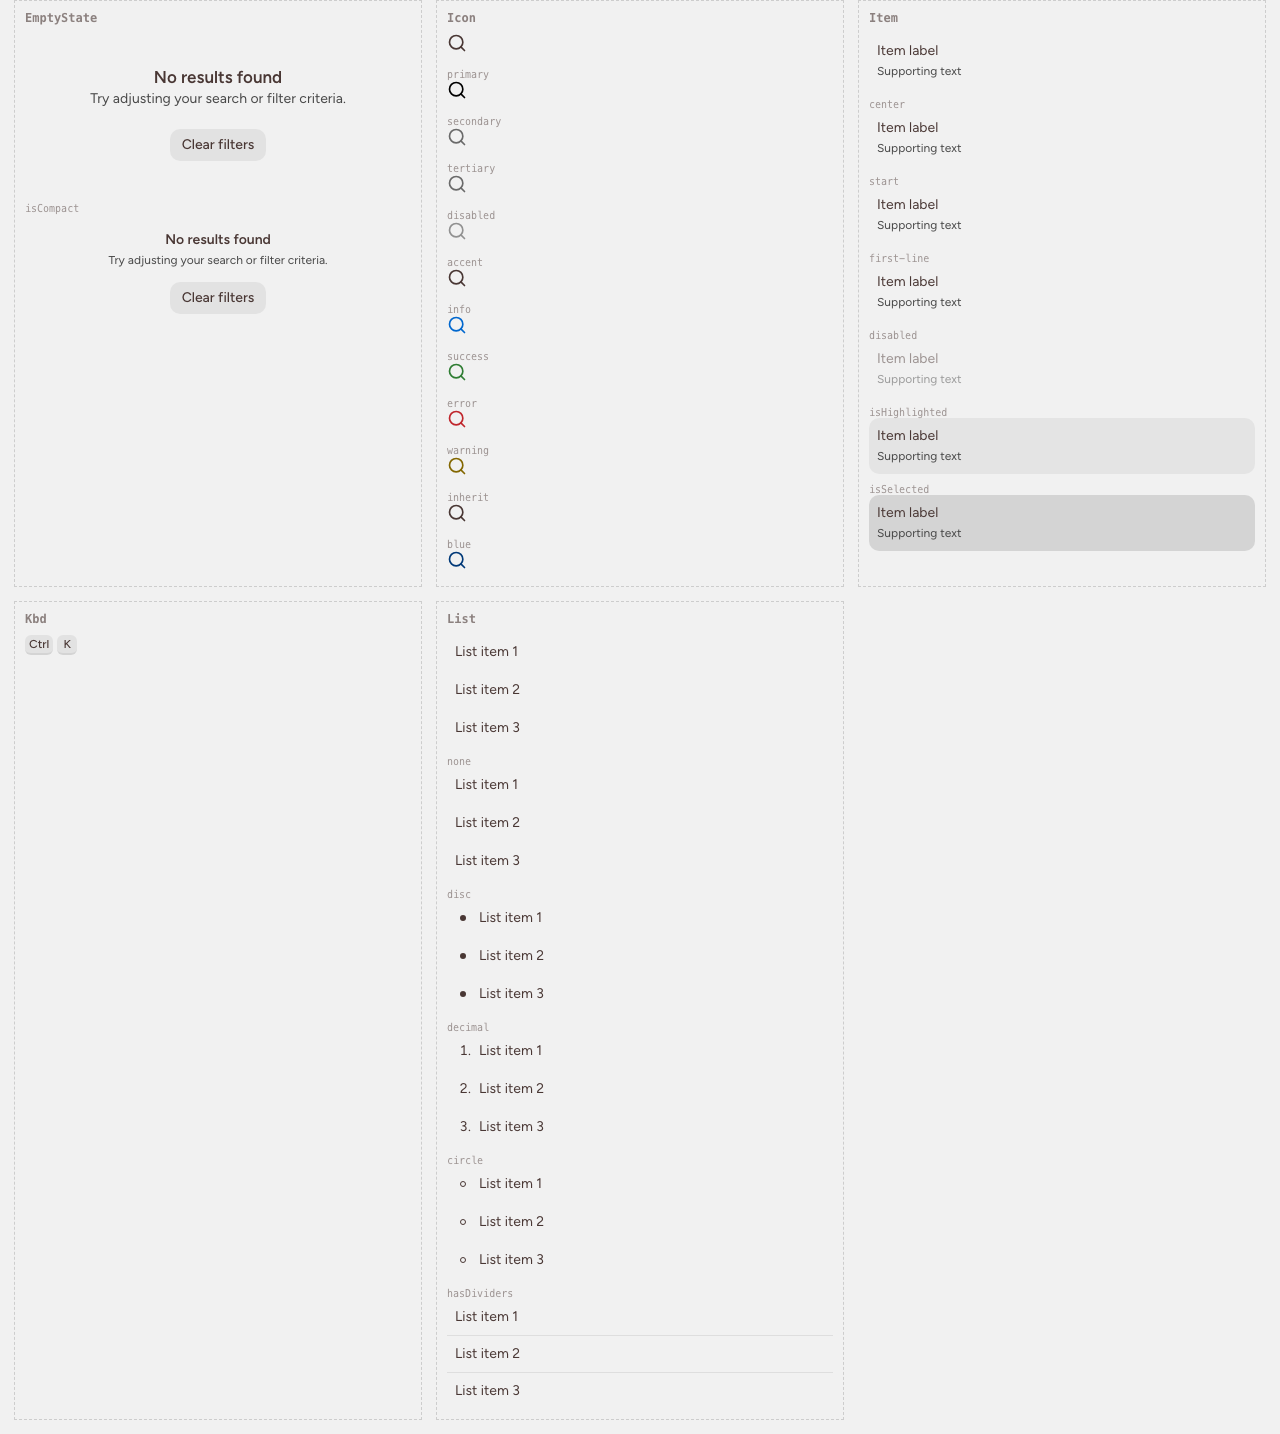 EmptyState
No results found
Try adjusting your search or filter criteria.
Clear filters
isCompact
No results found
Try adjusting your search or filter criteria.
Clear filters
Icon
primary
secondary
tertiary
disabled
accent
info
success
error
warning
inherit
blue
Item
Item label
Supporting text
center
Item label
Supporting text
start
Item label
Supporting text
first-line
Item label
Supporting text
disabled
Item label
Supporting text
isHighlighted
Item label
Supporting text
isSelected
Item label
Supporting text
Kbd
Ctrl K
List
List item 1
List item 2
List item 3
none
List item 1
List item 2
List item 3
disc
• List item 1
• List item 2
• List item 3
decimal
1. List item 1
2. List item 2
3. List item 3
circle
◦ List item 1
◦ List item 2
◦ List item 3
hasDividers
List item 1
List item 2
List item 3